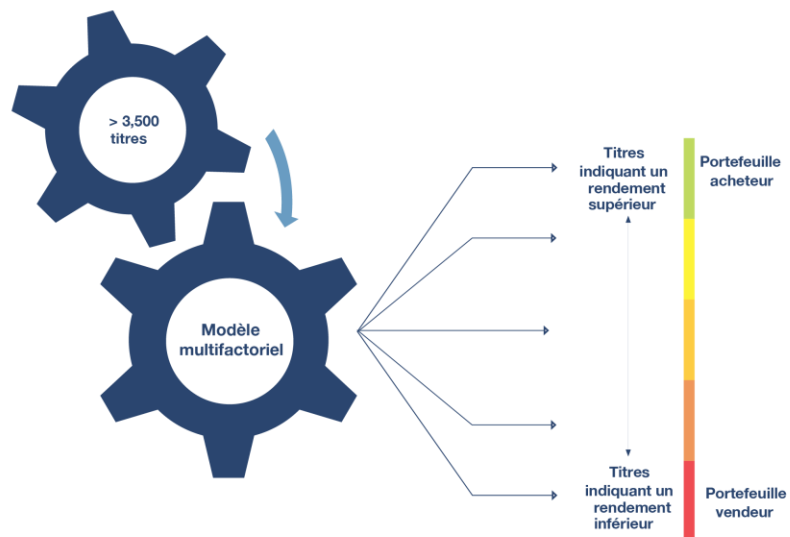 > 3,500
titres
Modèle
multifactoriel
Titres
indiquant un
rendement
supérieur
Portefeuille
acheteur
Titres
indiquant un
rendement
inférieur
Portefeuille
vendeur